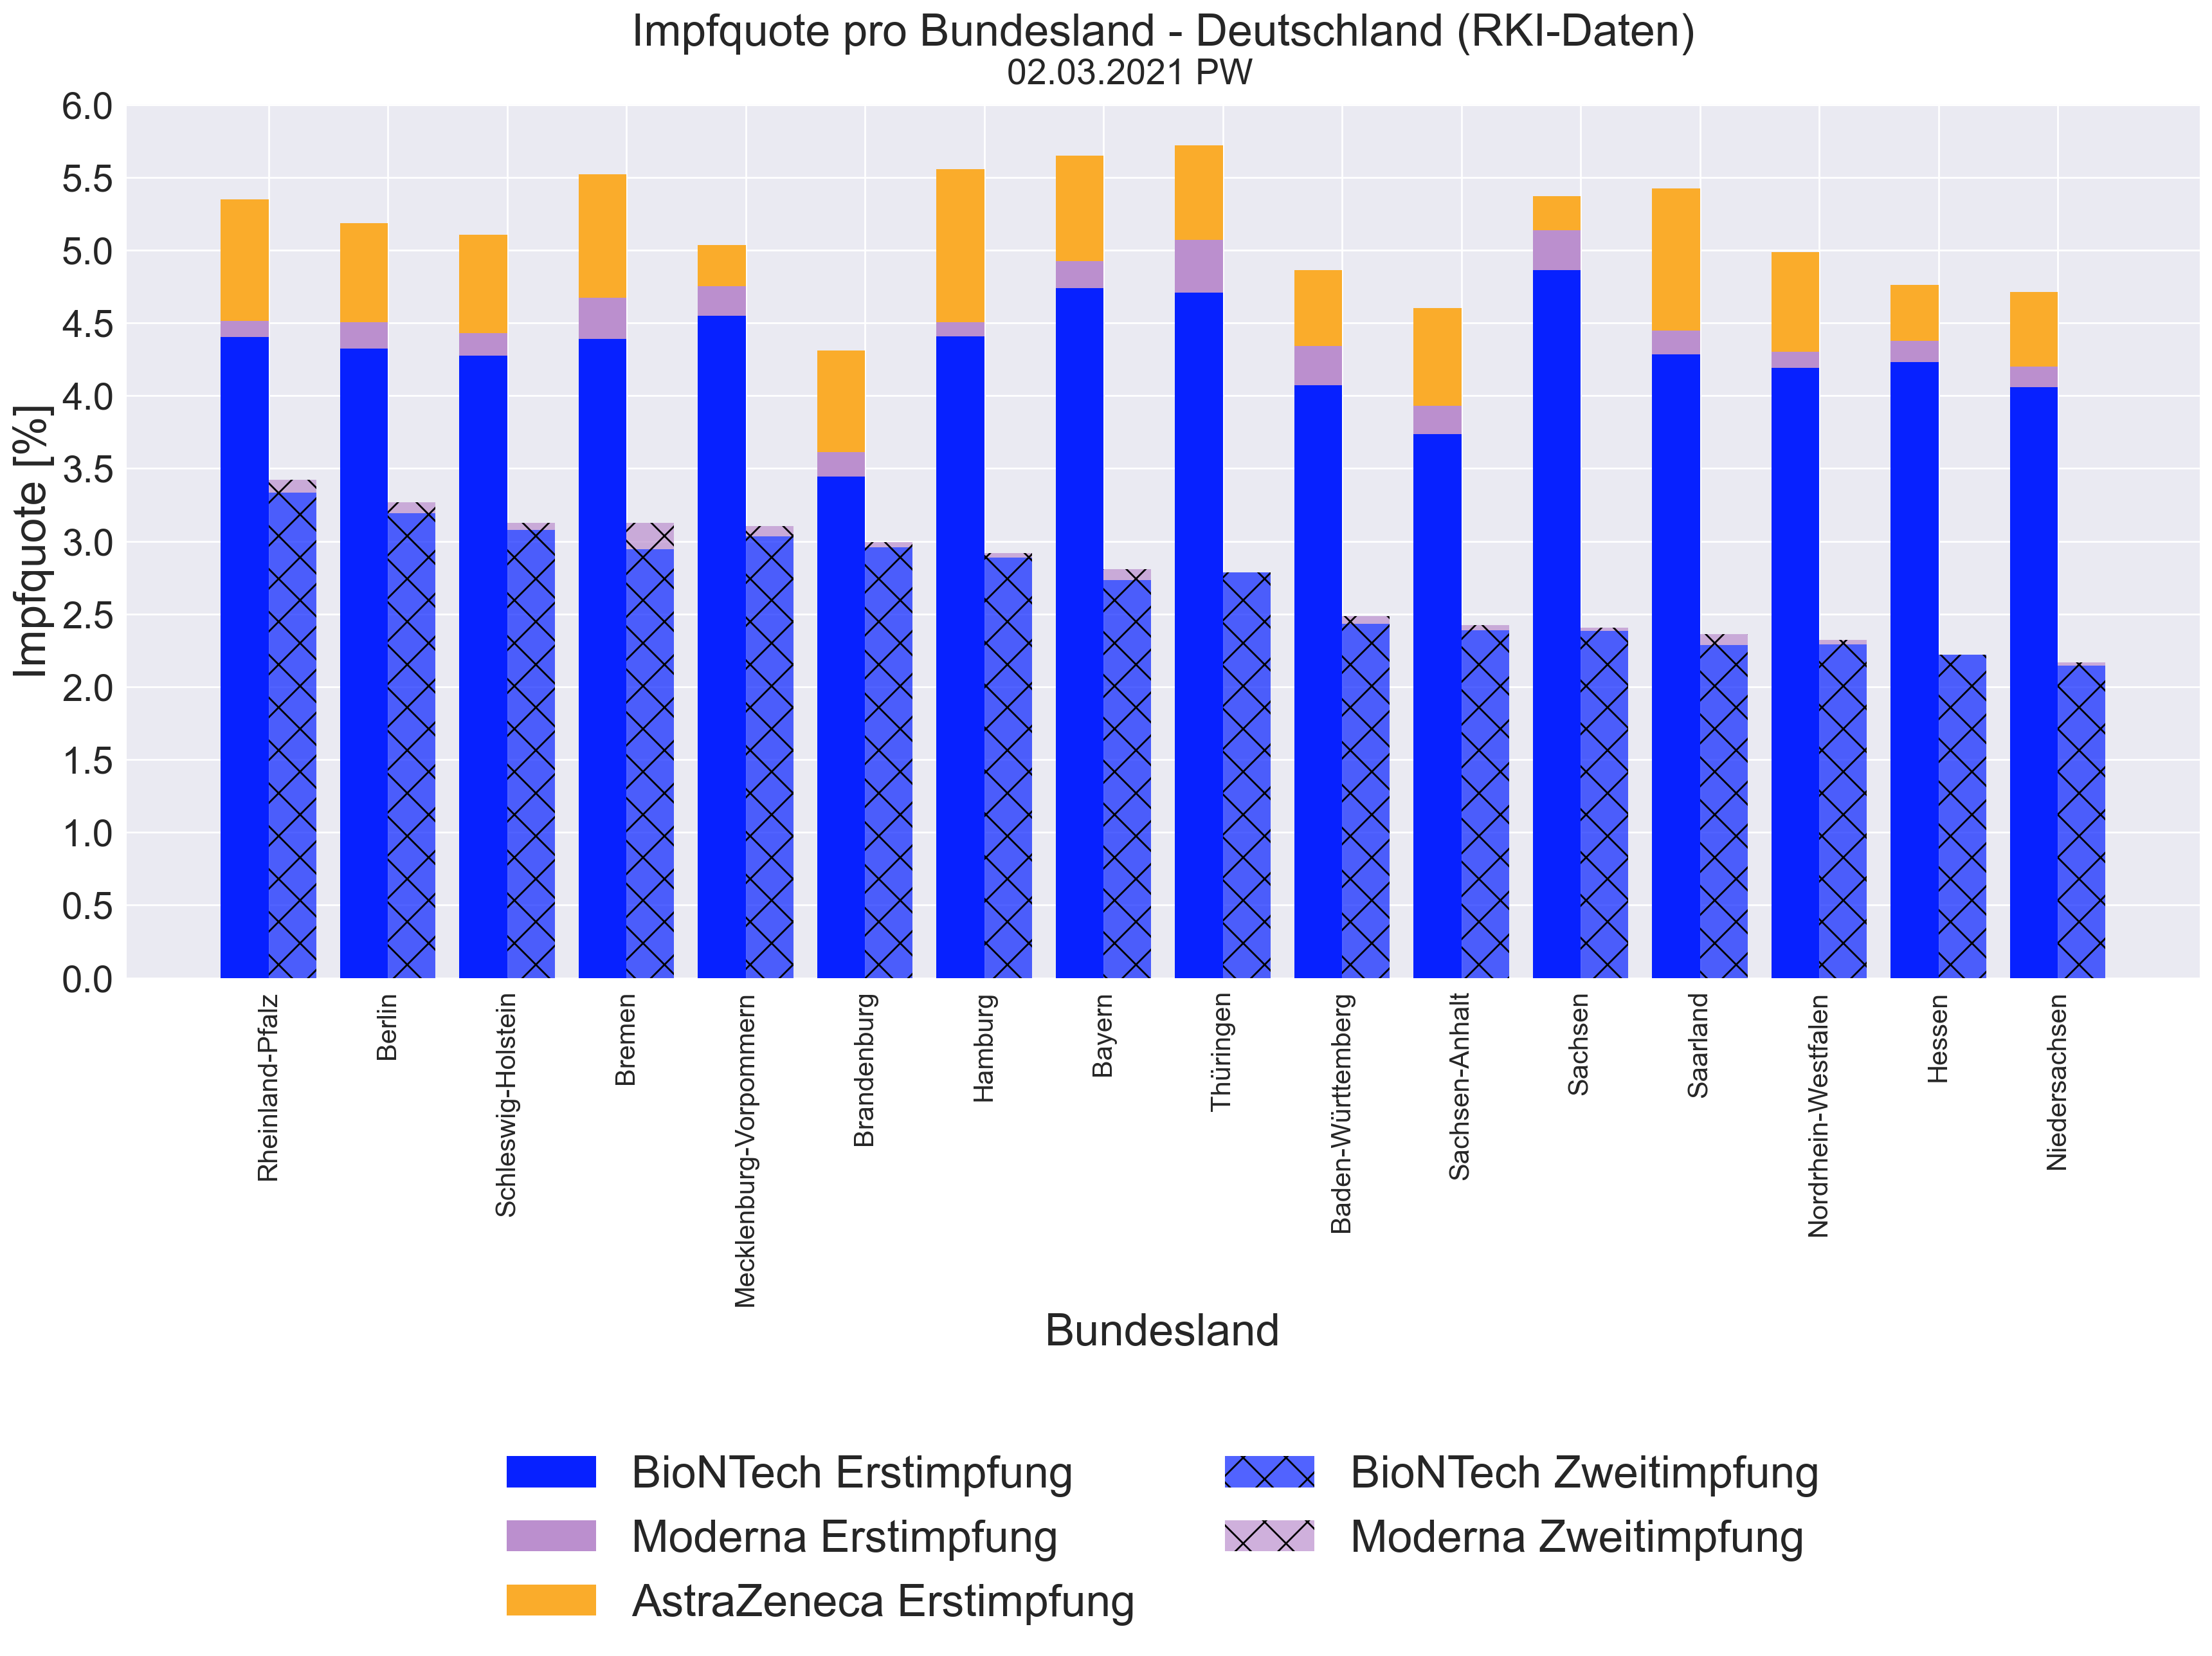 Impfquote pro Bundesland - Deutschland (RKI-Daten)
02.03.2021 PW
Impfquote [%]
6.0
5.5
5.0
4.5
4.0
3.5
3.0
2.5
2.0
1.5
1.0
0.5
0.0
Rheinland-Pfalz
Berlin
Schleswig-Holstein
Bremen
Mecklenburg-Vorpommern
Brandenburg
Hamburg
Bayern
Thüringen
Baden-Württemberg
Sachsen-Anhalt
Sachsen
Saarland
Nordrhein-Westfalen
Hessen
Niedersachsen
Bundesland
BioNTech Erstimpfung
Moderna Erstimpfung
AstraZeneca Erstimpfung
BioNTech Zweitimpfung
Moderna Zweitimpfung